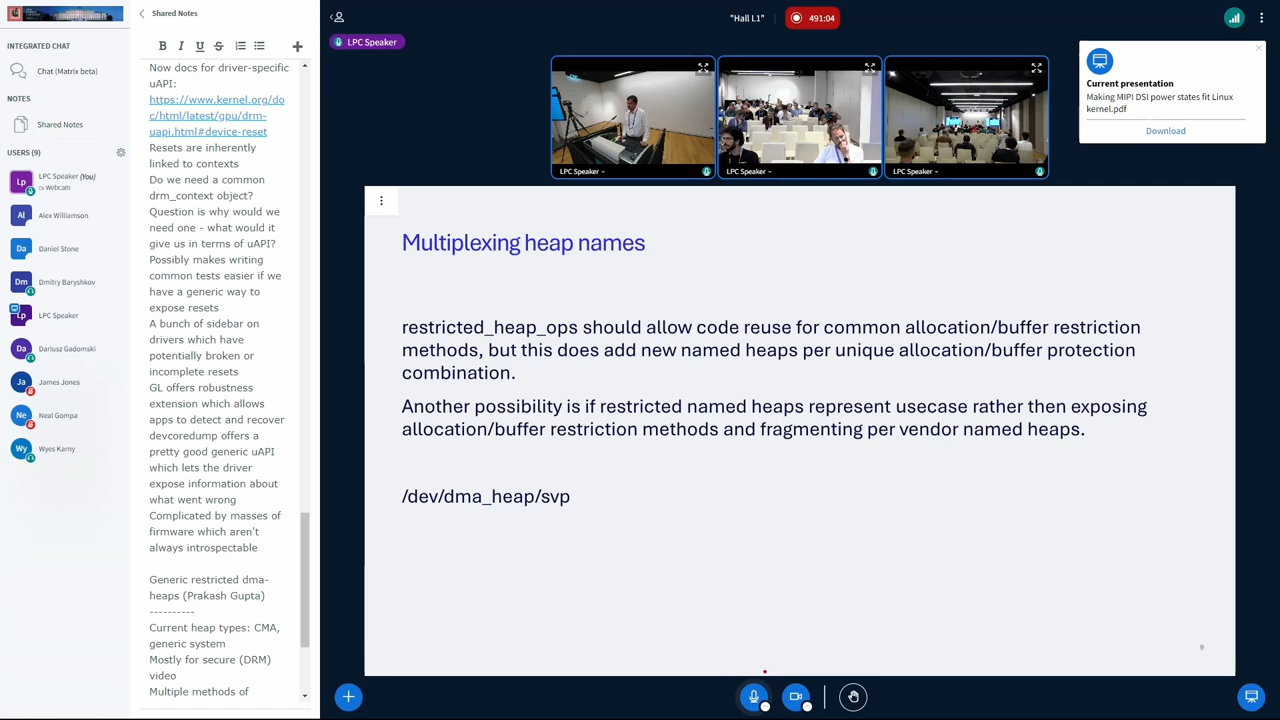 INTEGRATED CHAT
Chat (Matrix beta)
NOTES
Shared Notes
USERS (9)
Lp
LPC Speaker (You)
Webcam
Al
Alex Williamson
Da
Daniel Stone
Dm
Dmitry Baryshkov
Lp
LPC Speaker
Da
Dariusz Gadomski
Ja
James Jones
Ne
Neal Gompa
Wy
Wyes Karny
Shared Notes
B I U S
Now docs for driver-specific
uAPI:
https://www.kernel.org/do
c/html/latest/gpu/drm-
uapi.html#device-reset
Resets are inherently
linked to contexts
Do we need a common
drm_context object?
Question is why would we
need one - what would it
give us in terms of uAPI?
Possibly makes writing
common tests easier if we
have a generic way to
expose resets
A bunch of sidebar on
drivers which have
potentially broken or
incomplete resets
GL offers robustness
extension which allows
apps to detect and recover
devcoredump offers a
pretty good generic uAPI
which lets the driver
expose information about
what went wrong
Complicated by masses of
firmware which aren't
always introspectable
Generic restricted dma-
heaps (Prakash Gupta)
----------
Current heap types: CMA,
generic system
Mostly for secure (DRM)
video
Multiple methods of
"Hall L1"
491:04
LPC Speaker
LPC Speaker
LPC Speaker
LPC Speaker
Current presentation
Making MIPI DSI power states fit Linux
kernel.pdf
Download
Multiplexing heap names
restricted_heap_ops should allow code reuse for common allocation/buffer restriction
methods, but this does add new named heaps per unique allocation/buffer protection
combination.
Another possibility is if restricted named heaps represent usecase rather then exposing
allocation/buffer restriction methods and fragmenting per vendor named heaps.
/dev/dma_heap/svp
9